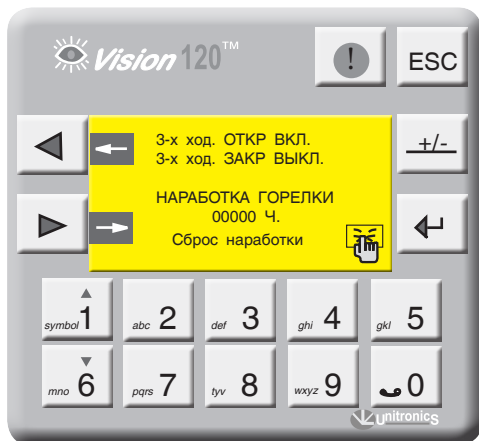 Vision 120™
!
ESC
3-х ход. ОТКР ВКЛ.
+/-
3-х ход. ЗАКР ВЫКЛ.
НАРАБОТКА ГОРЕЛКИ
00000 Ч.
Сброс наработки
symbol 1
abc 2
def 3
ghi 4
gkl 5
mno 6
pqrs 7
tyv 8
wxyz 9
0
Unitronics